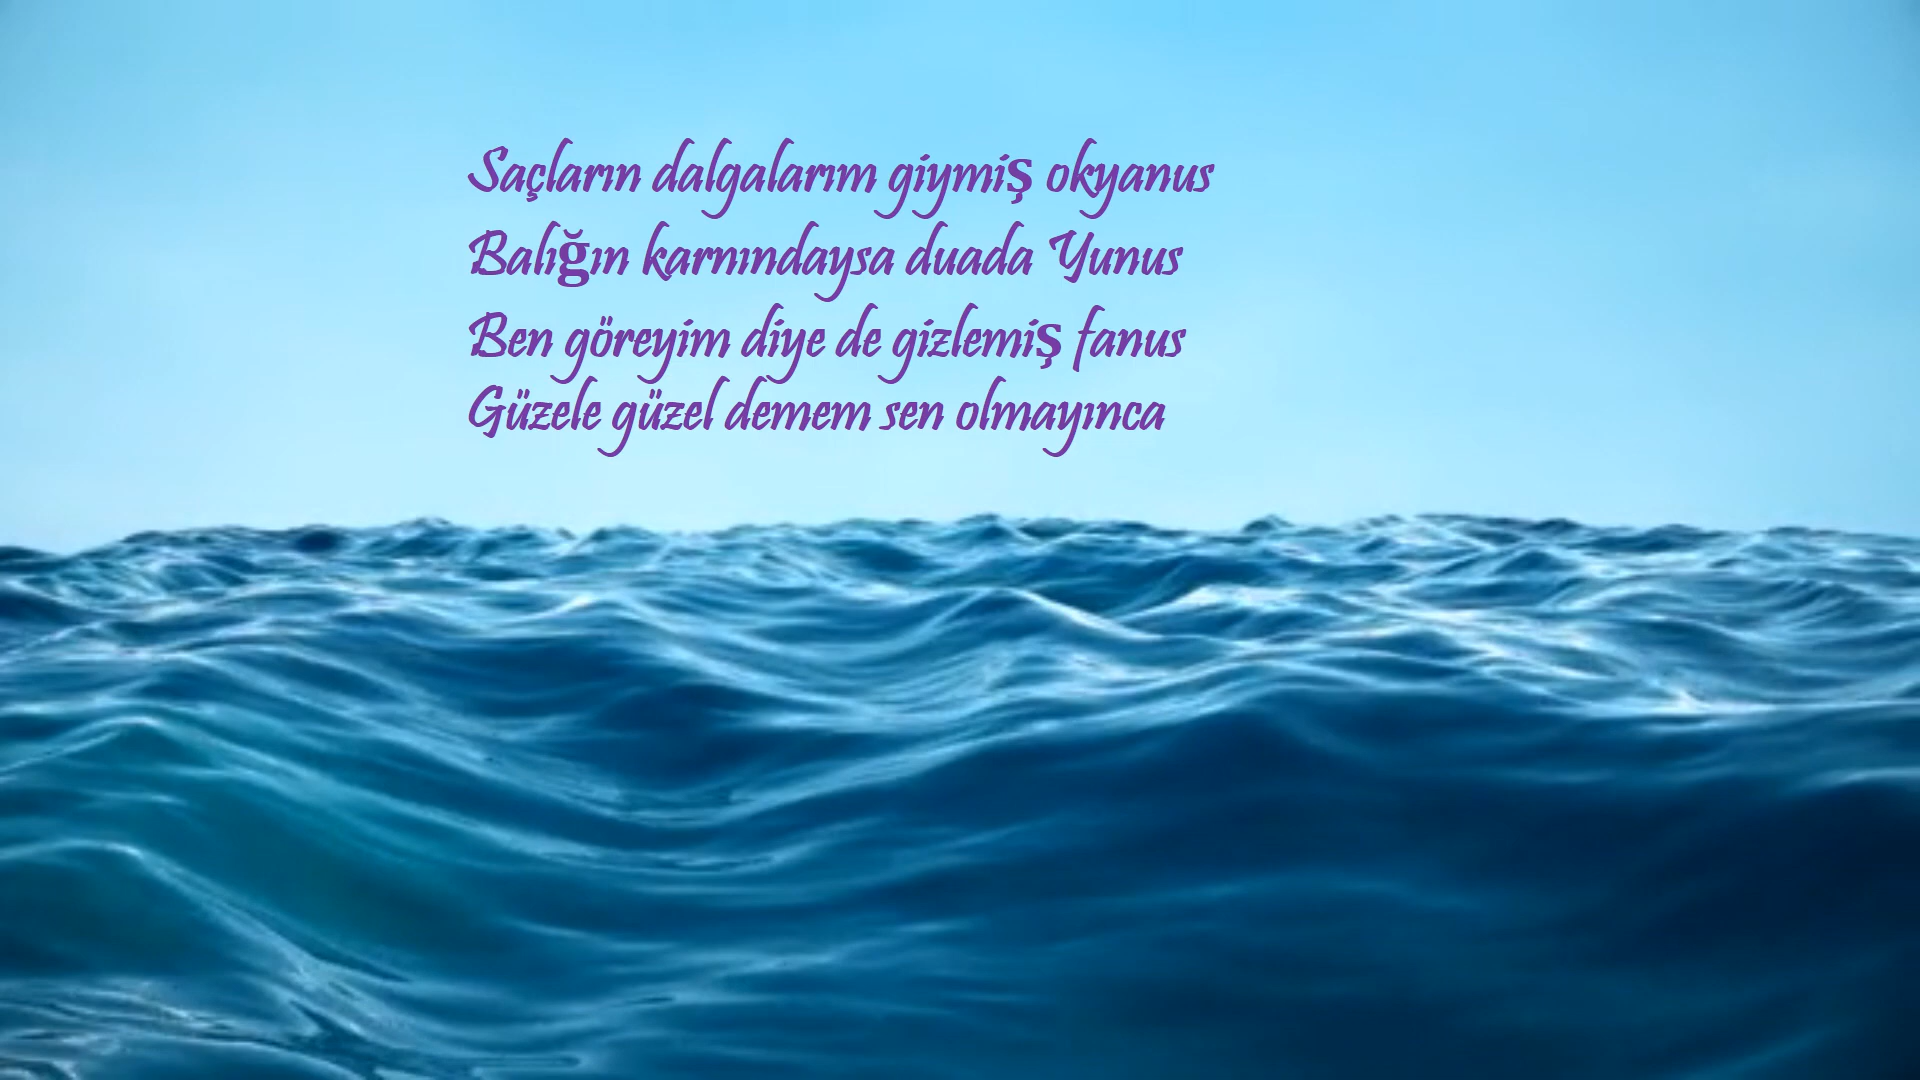 Saçların dalgalarım giymiş okyanus
Balığın karnındaysa duada Yunus
Ben göreyim diye de gizlemiş fanus
Güzele güzel demem sen olmayınca